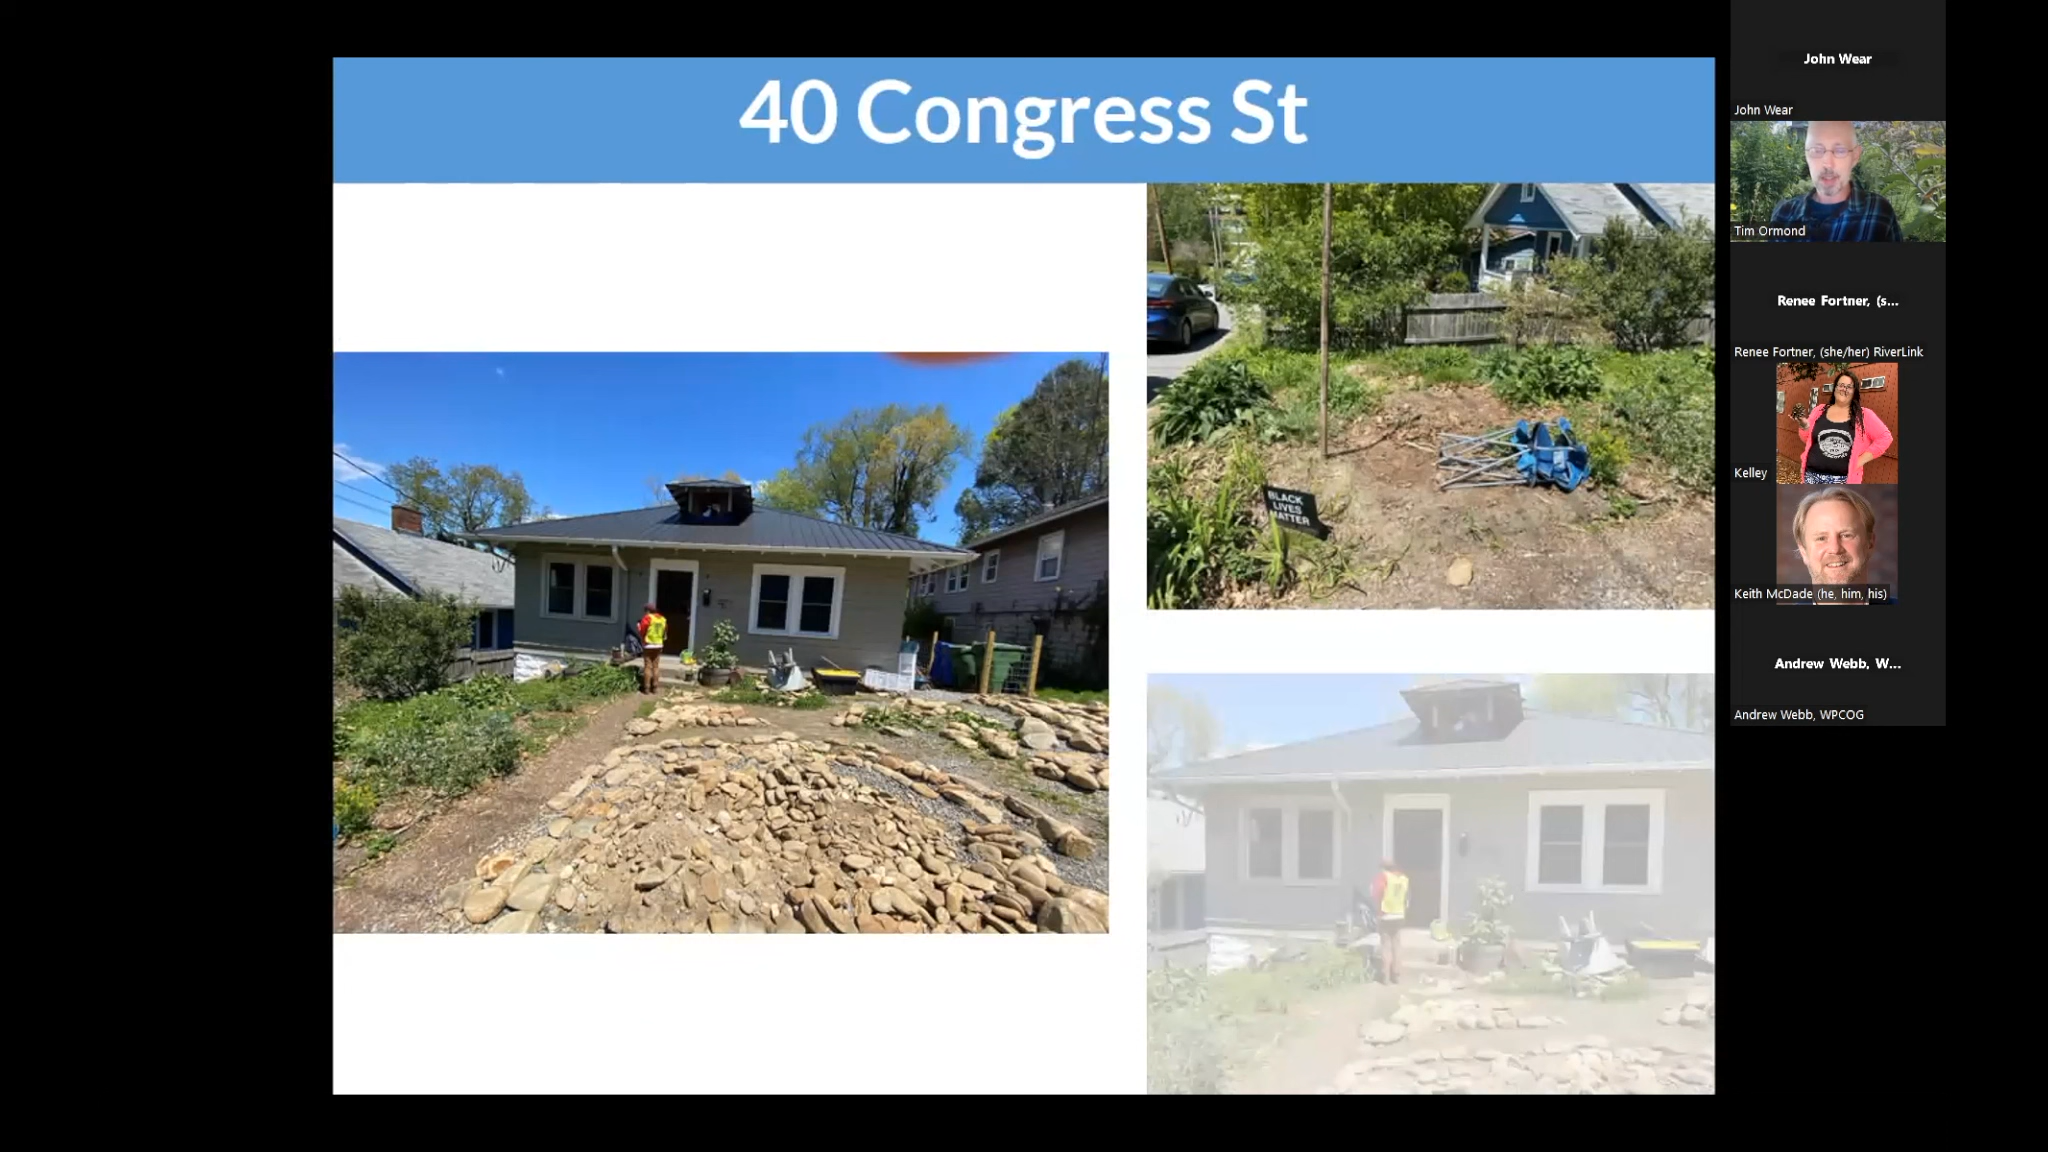 40 Congress St
BLACK
LIVES
MATTER
John Wear
John Wear
Tim Ormond
Renee Fortner, (s...
Renee Fortner, (she/her) RiverLink
Kelley
Keith McDade (he, him, his)
Andrew Webb, W...
Andrew Webb, WPCOG